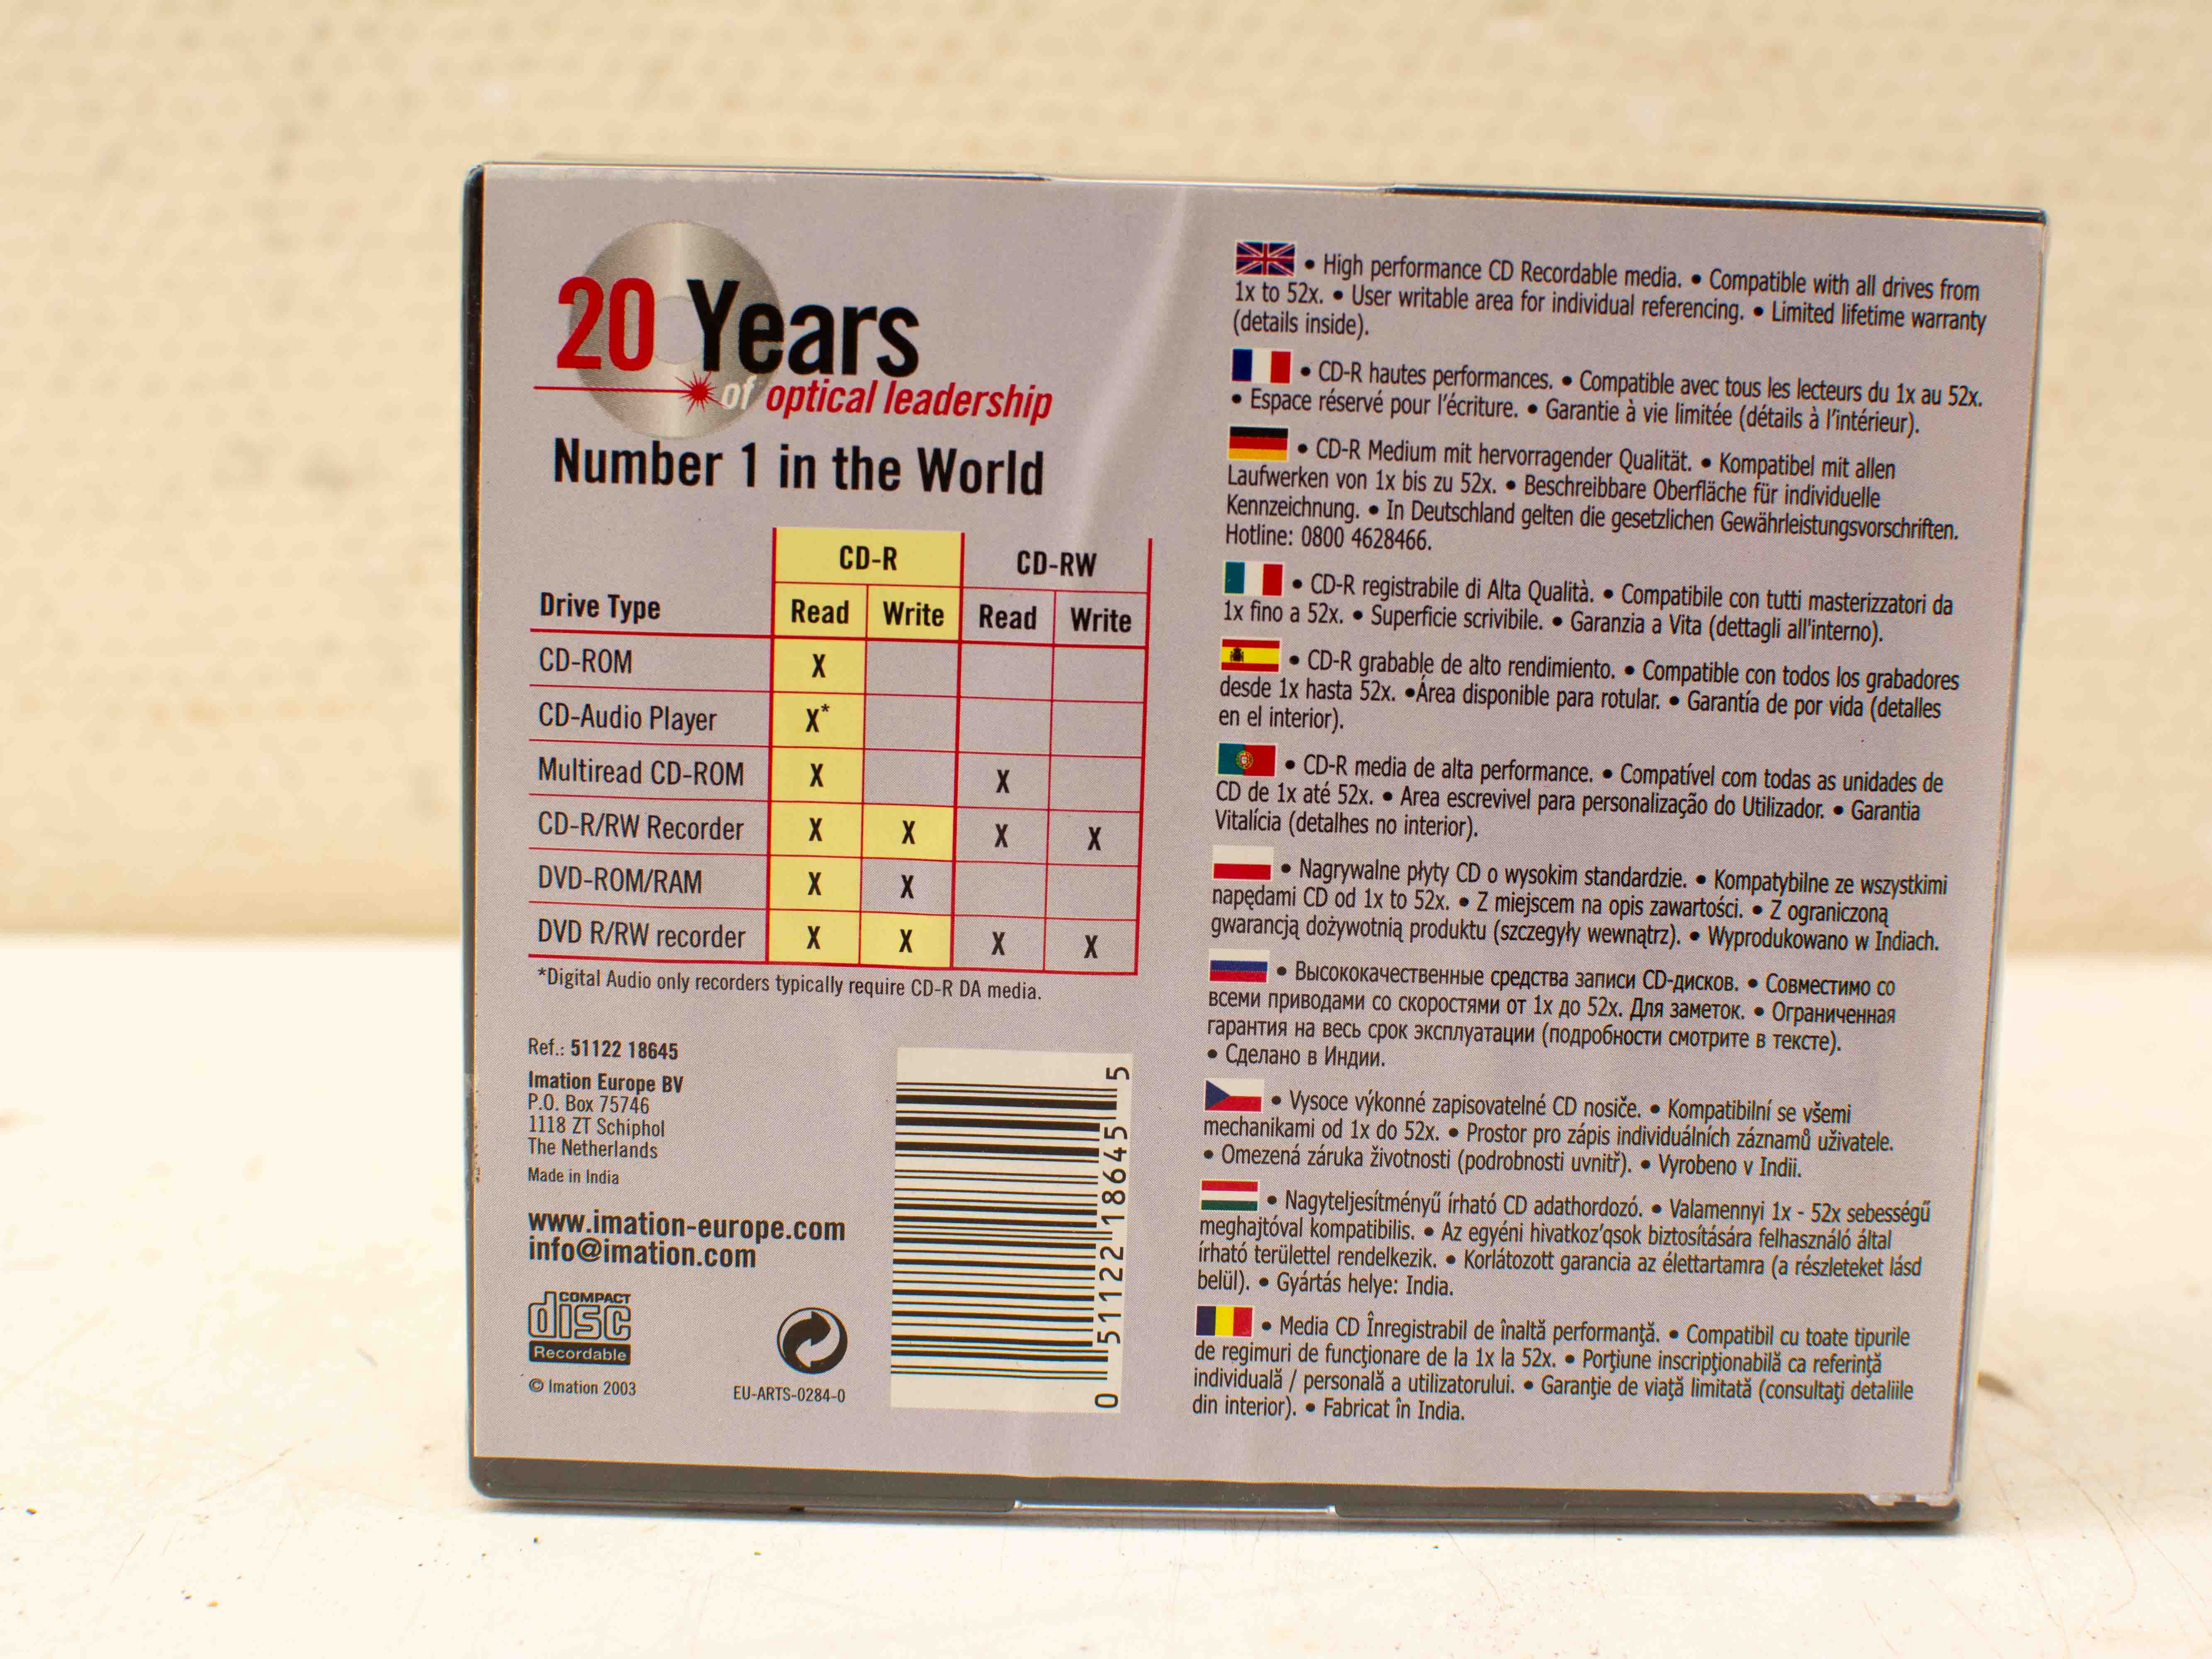 20 Years
of optical leadership
Number 1 in the World
CD-R CD-RW
Drive Type Read Write Read Write
CD-ROM X
CD-Audio Player X*
Multiread CD-ROM X X
CD-R/RW Recorder X X X X
DVD-ROM/RAM X X
DVD R/RW recorder X X X X
*Digital Audio only recorders typically require CD-R DA media.
Ref.: 51122 18645
Imation Europe BV
P.O. Box 75746
1118 ZT Schiphol
The Netherlands
Made in India
www.imation-europe.com
info@imation.com
COMPACT
disc
Recordable
© Imation 2003
EU-ARTS-0284-0
0 51122 18645 5
• High performance CD Recordable media. • Compatible with all drives from
1x to 52x. • User writable area for individual referencing. • Limited lifetime warranty
(details inside).
• CD-R hautes performances. • Compatible avec tous les lecteurs du 1x au 52x.
• Espace réservé pour l'écriture. • Garantie à vie limitée (détails à l'intérieur).
• CD-R Medium mit hervorragender Qualität. • Kompatibel mit allen
Laufwerken von 1x bis zu 52x. • Beschreibbare Oberfläche für individuelle
Kennzeichnung. • In Deutschland gelten die gesetzlichen Gewährleistungsvorschriften.
Hotline: 0800 4628466.
• CD-R registrabile di Alta Qualità. • Compatibile con tutti masterizzatori da
1x fino a 52x. • Superficie scrivibile. • Garanzia a Vita (dettagli all'interno).
• CD-R grabable de alto rendimiento. • Compatible con todos los grabadores
desde 1x hasta 52x. •Área disponible para rotular. • Garantía de por vida (detalles
en el interior).
• CD-R media de alta performance. • Compatível com todas as unidades de
CD de 1x até 52x. • Area escrevivel para personalização do Utilizador. • Garantia
Vitalícia (detalhes no interior).
• Nagrywalne płyty CD o wysokim standardzie. • Kompatybilne ze wszystkimi
napędami CD od 1x to 52x. • Z miejscem na opis zawartości. • Z ograniczoną
gwarancją dożywotnią produktu (szczegyły wewnątrz). • Wyprodukowano w Indiach.
• Высококачественные средства записи CD-дисков. • Совместимо со
всеми приводами со скоростями от 1x до 52x. Для заметок. • Ограниченная
гарантия на весь срок эксплуатации (подробности смотрите в тексте).
• Сделано в Индии.
• Vysoce výkonné zapisovatelné CD nosiče. • Kompatibilní se všemi
mechanikami od 1x do 52x. • Prostor pro zápis individuálních záznamů uživatele.
• Omezená záruka životnosti (podrobnosti uvnitř). • Vyrobeno v Indii.
• Nagyteljesítményű írható CD adathordozó. • Valamennyi 1x - 52x sebességű
meghajtóval kompatibilis. • Az egyéni hivatkoz'qsok biztosítására felhasználó által
írható területtel rendelkezik. • Korlátozott garancia az élettartamra (a részleteket lásd
belül). • Gyártás helye: India.
• Media CD Înregistrabil de înaltă performanţă. • Compatibil cu toate tipurile
de regimuri de funcţionare de la 1x la 52x. • Porţiune inscripţionabilă ca referinţă
individuală / personală a utilizatorului. • Garanţie de viaţă limitată (consultaţi detaliile
din interior). • Fabricat în India.